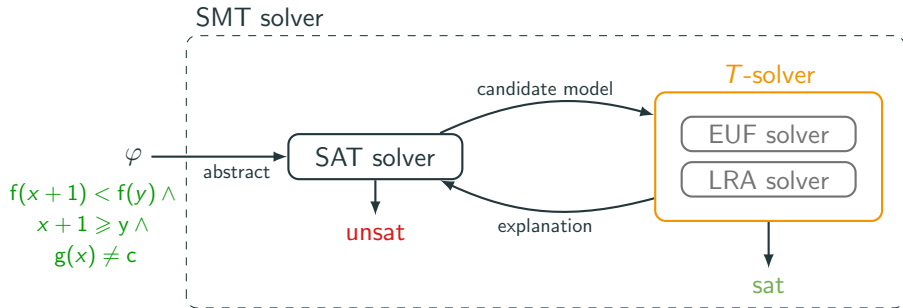 SMT solver
T-solver
candidate model
EUF solver
SAT solver
φ
abstract
LRA solver
f(x + 1) < f(y) ∧
x + 1 ⩾ y ∧
g(x) ≠ c
unsat
explanation
sat